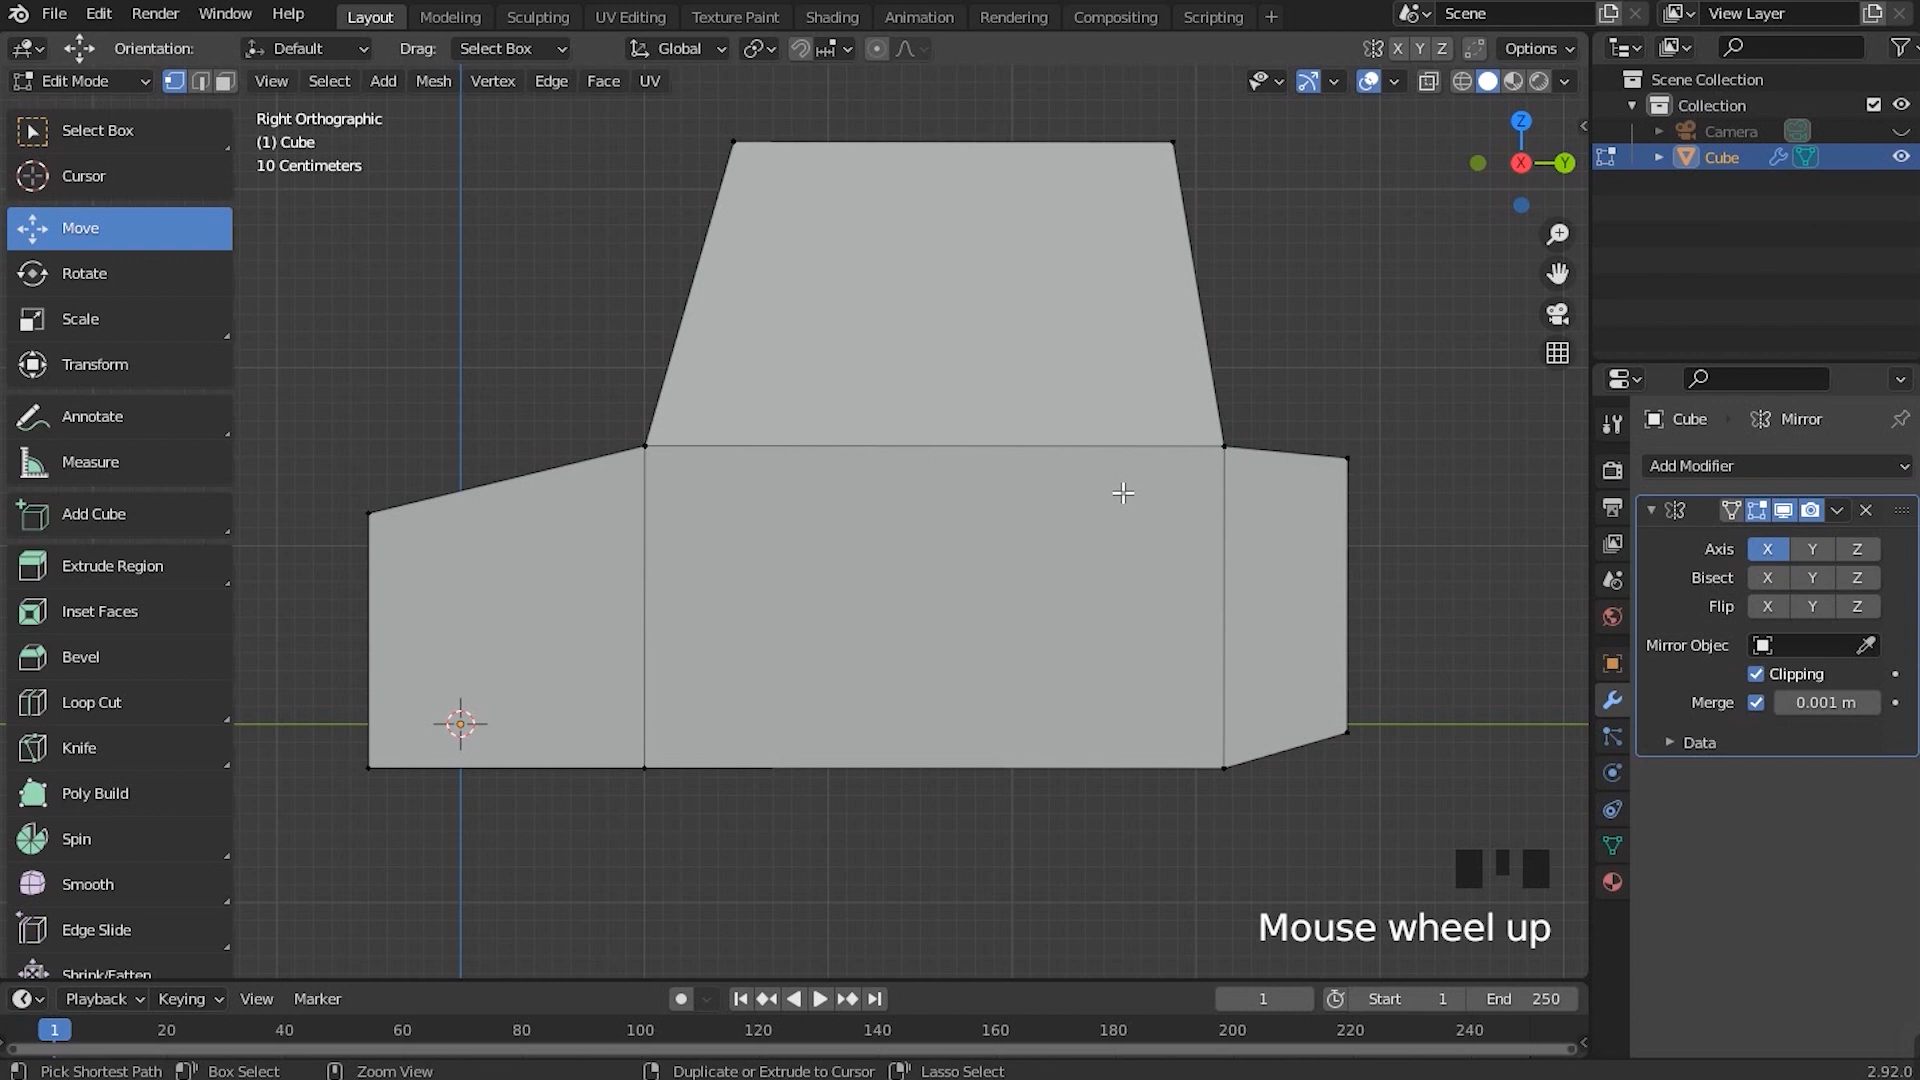 File Edit Render Window Help Layout Modeling Sculpting UV Editing Texture Paint Shading Animation Rendering Compositing Scripting + Scene View Layer
Orientation: Default Drag: Select Box Global X Y Z Options
Edit Mode View Select Add Mesh Vertex Edge Face UV
Scene Collection
Collection
Camera
Cube
Right Orthographic
(1) Cube
10 Centimeters
Z
X
Y
Select Box
Cursor
Move
Rotate
Scale
Transform
Annotate
Measure
Add Cube
Extrude Region
Inset Faces
Bevel
Loop Cut
Knife
Poly Build
Spin
Smooth
Edge Slide
Shrink/Fatten
Cube Mirror
Add Modifier
Axis X Y Z
Bisect X Y Z
Flip X Y Z
Mirror Objec
Clipping
Merge 0.001 m
Data
Mouse wheel up
Playback Keying View Marker 1 Start 1 End 250
1 20 40 60 80 100 120 140 160 180 200 220 240
Pick Shortest Path Box Select Zoom View Duplicate or Extrude to Cursor Lasso Select 2.92.0